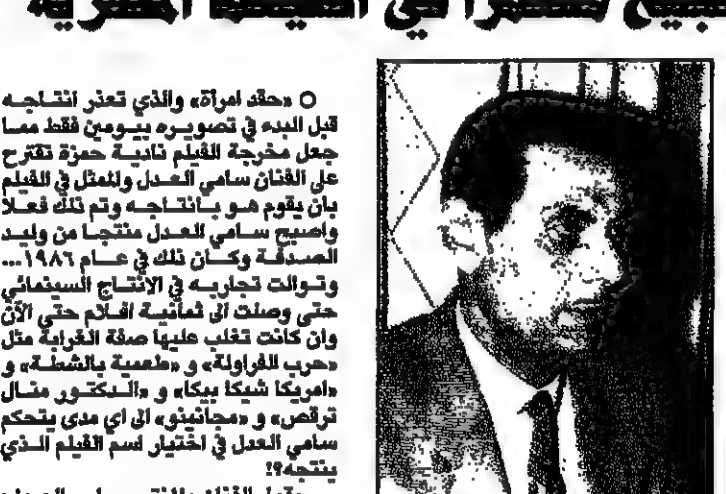 في السينما المصرية
○ «حقد امرأة» والذي تعذر انتاجه
قبل البدء في تصويره بيومين فقط مما
جعل مخرجة الفيلم نادية حمزة تقترح
على الفنان سامي العدل والممثل في الفيلم
بان يقوم هو بانتاجه وتم ذلك فعلا
واصبح سامي العدل منتجا من وليد
الصدفة وكان ذلك في عام ١٩٨٦...
وتوالت تجاربه في الانتاج السينمائي
حتى وصلت الى ثمانية افلام حتى الآن
وان كانت تغلب عليها صفة الغرابة مثل
«حرب الفراولة» و «طعمية بالشطة» و
«امريكا شيكا بيكا» و «الدكتور منال
ترقص» و «مجانينو» الى اي مدى يتحكم
سامي العدل في اختيار اسم الفيلم الذي
ينتجه؟!